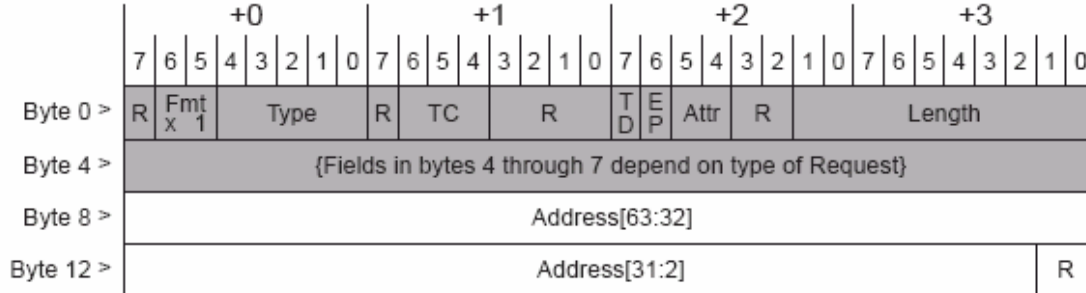 +0 +1 +2 +3
7 6 5 4 3 2 1 0 7 6 5 4 3 2 1 0 7 6 5 4 3 2 1 0 7 6 5 4 3 2 1 0
Byte 0 > R Fmt x 1 Type R TC R TD EP Attr R Length
Byte 4 > {Fields in bytes 4 through 7 depend on type of Request}
Byte 8 > Address[63:32]
Byte 12 > Address[31:2] R